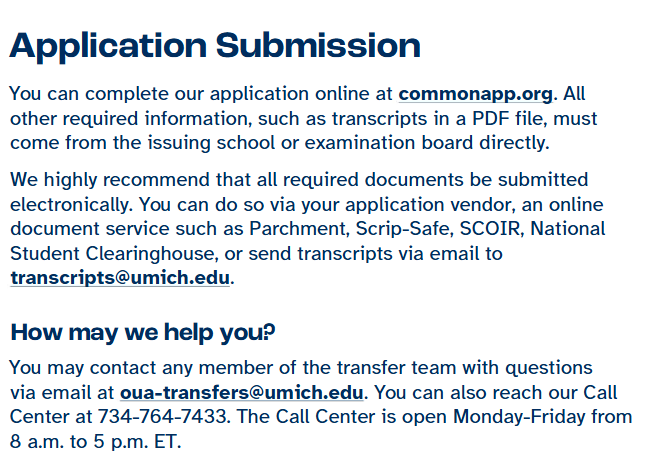 Application Submission
You can complete our application online at commonapp.org. All
other required information, such as transcripts in a PDF file, must
come from the issuing school or examination board directly.
We highly recommend that all required documents be submitted
electronically. You can do so via your application vendor, an online
document service such as Parchment, Scrip-Safe, SCOIR, National
Student Clearinghouse, or send transcripts via email to
transcripts@umich.edu.
How may we help you?
You may contact any member of the transfer team with questions
via email at oua-transfers@umich.edu. You can also reach our Call
Center at 734-764-7433. The Call Center is open Monday-Friday from
8 a.m. to 5 p.m. ET.